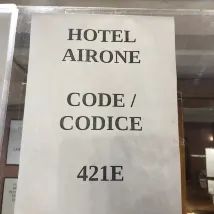 HOTEL
AIRONE
CODE /
CODICE
421E